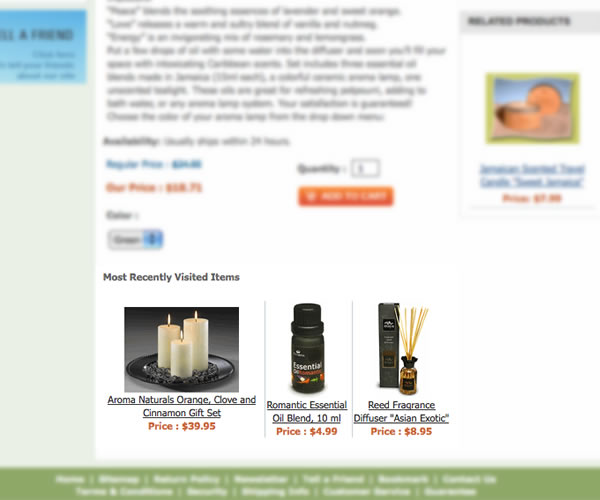 "Peace" blends the soothing essences of lavender and sweet orange.
"Love" releases a warm and sultry blend of vanilla and nutmeg.
"Energy" is an invigorating mix of rosemary and lemongrass.
Put a few drops of oil with some water into the diffuser and soon you'll fill your
space with intoxicating Caribbean scents. Set includes three essential oil
blends made in Jamaica (10ml each), a colorful ceramic aroma lamp, one
unscented tealight. These oils are great for refreshing potpourri, adding to
bath water, or any aroma lamp system. Your satisfaction is guaranteed!
Choose the color of your aroma lamp from the drop down menu:
Availability: Usually ships within 24 hours.
Regular Price :
Our Price : $18.71
Quantity : 1
ADD TO CART
Color :
Green
ELL A FRIEND
Click here
to tell your friends
about our site
RELATED PRODUCTS
Jamaican Scented Travel
Candle "Sweet Jamaica"
Price: $7.99
Most Recently Visited Items
Essential
Aroma Naturals Orange, Clove and
Cinnamon Gift Set
Price : $39.95
Romantic Essential
Oil Blend, 10 ml
Price : $4.99
Reed Fragrance
Diffuser "Asian Exotic"
Price : $8.95
Home | Sitemap | Return Policy | Newsletter | Tell a Friend | Bookmark | Contact Us
Terms & Conditions | Security | Shipping Info | Customer Service | Guarantee